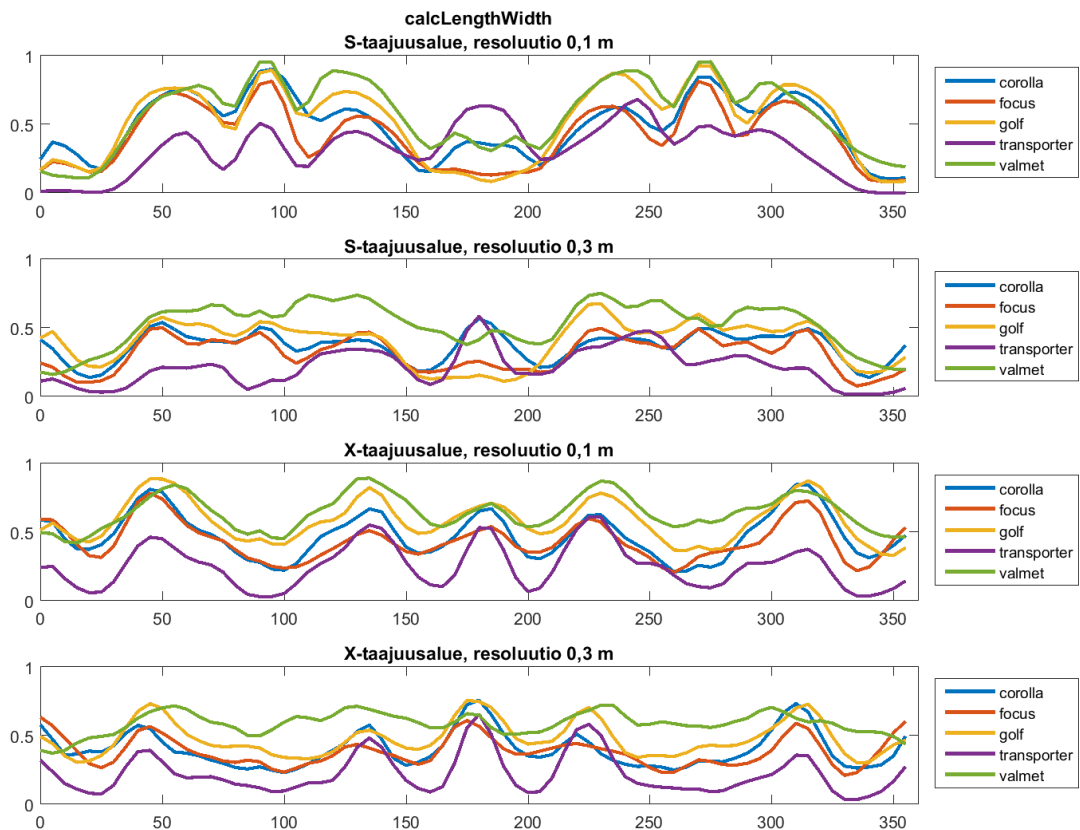 calcLengthWidth
S-taajuusalue, resoluutio 0,1 m
1
0.5
0
0 50 100 150 200 250 300 350
corolla
focus
golf
transporter
valmet
S-taajuusalue, resoluutio 0,3 m
1
0.5
0
0 50 100 150 200 250 300 350
corolla
focus
golf
transporter
valmet
X-taajuusalue, resoluutio 0,1 m
1
0.5
0
0 50 100 150 200 250 300 350
corolla
focus
golf
transporter
valmet
X-taajuusalue, resoluutio 0,3 m
1
0.5
0
0 50 100 150 200 250 300 350
corolla
focus
golf
transporter
valmet